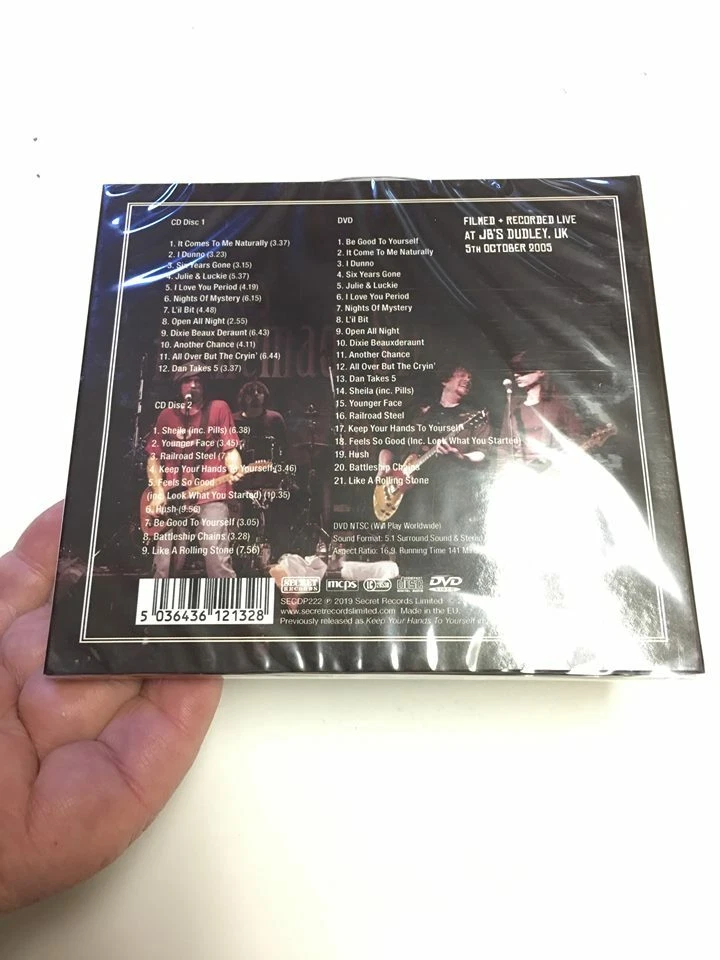 CD Disc 1
1. It Comes To Me Naturally (3.37)
2. I Dunno (3.23)
3. Six Years Gone (3.15)
4. Julie & Luckie (5.37)
5. I Love You Period (4.19)
6. Nights Of Mystery (6.15)
7. L'il Bit (4.48)
8. Open All Night (2.55)
9. Dixie Beaux Deraunt (6.43)
10. Another Chance (4.11)
11. All Over But The Cryin' (6.44)
12. Dan Takes 5 (3.37)
CD Disc 2
1. Sheila (inc. Pills) (6.38)
2. Younger Face (3.45)
3. Railroad Steel
4. Keep Your Hands To Yourself (3.46)
5. Feels So Good
(inc. Look What You Started) (10.35)
6. Hush (9.56)
7. Be Good To Yourself (3.05)
8. Battleship Chains (3.28)
9. Like A Rolling Stone (7.56)
DVD
1. Be Good To Yourself
2. It Come To Me Naturally
3. I Dunno
4. Six Years Gone
5. Julie & Luckie
6. I Love You Period
7. Nights of Mystery
8. L'il Bit
9. Open All Night
10. Dixie Beauxderaunt
11. Another Chance
12. All Over But The Cryin'
13. Dan Takes 5
14. Sheila (inc. Pills)
15. Younger Face
16. Railroad Steel
17. Keep Your Hands To Yourself
18. Feels So Good (Inc. Look What You Started)
19. Hush
20. Battleship Chains
21. Like A Rolling Stone
FILMED + RECORDED LIVE
AT JB'S DUDLEY, UK
5TH OCTOBER 2005
DVD NTSC (Will Play Worldwide)
Sound Format: 5.1 Surround Sound & Stereo
Aspect Ratio: 16.9. Running Time 141
5 036436 121328
SECRET
RECORDS
mcps
DISC
DVD
VIDEO
SECDP222 ℗ 2019 Secret Records Limited ©
www.secretrecordslimited.com Made in the EU.
Previously released as Keep Your Hands To Yourself